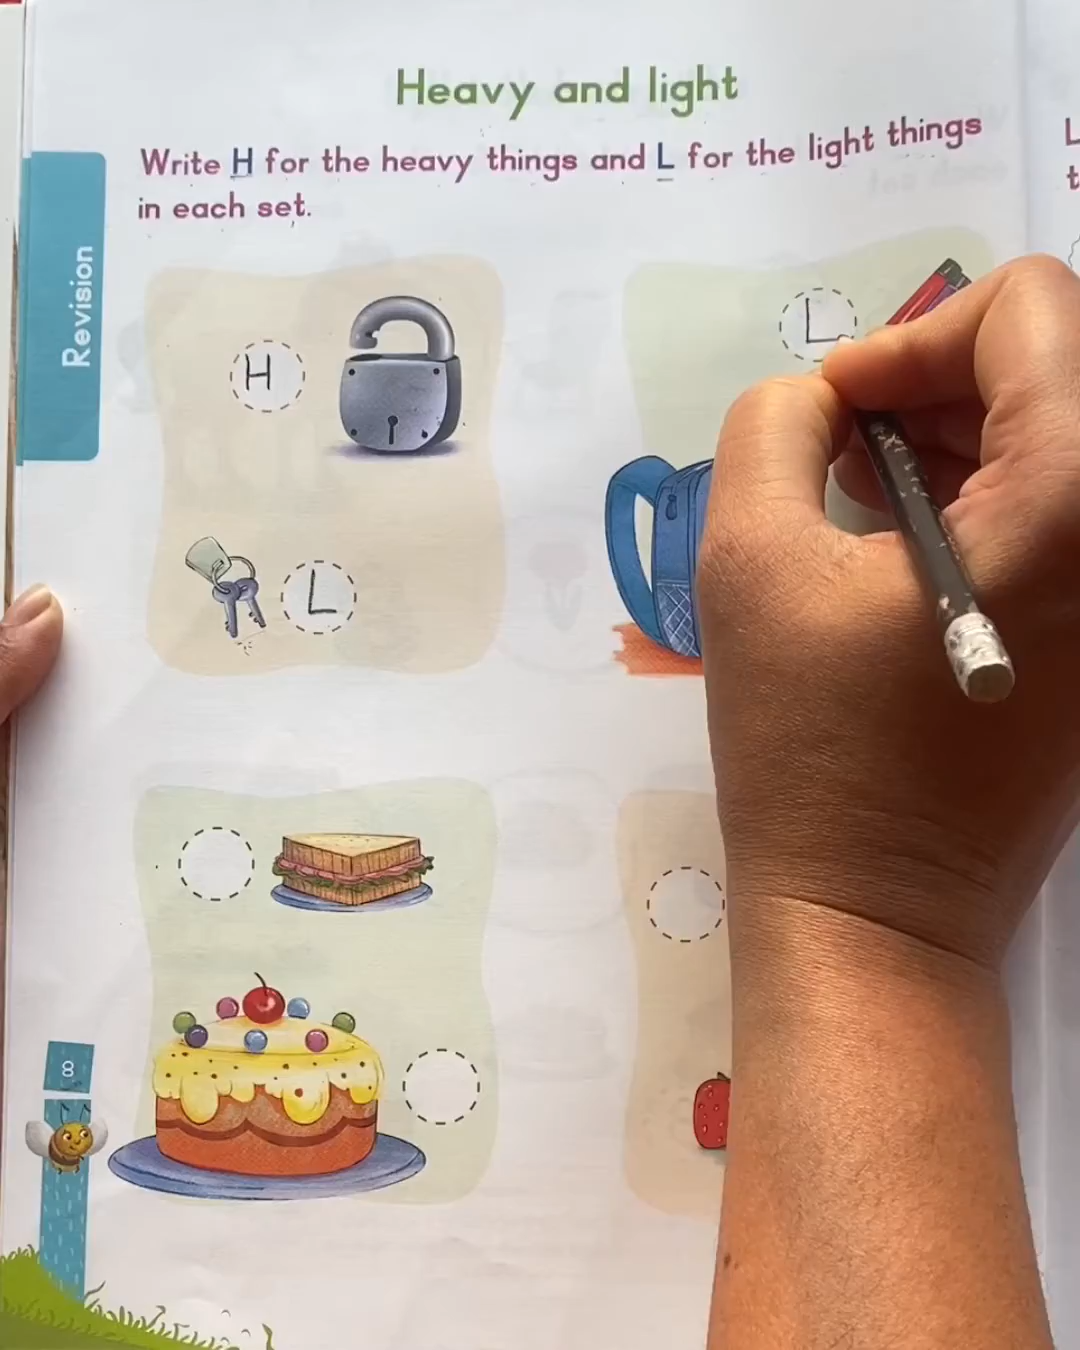 Heavy and light
Write H for the heavy things and L for the light things
in each set.
Revision
H
L
L
8
L
t